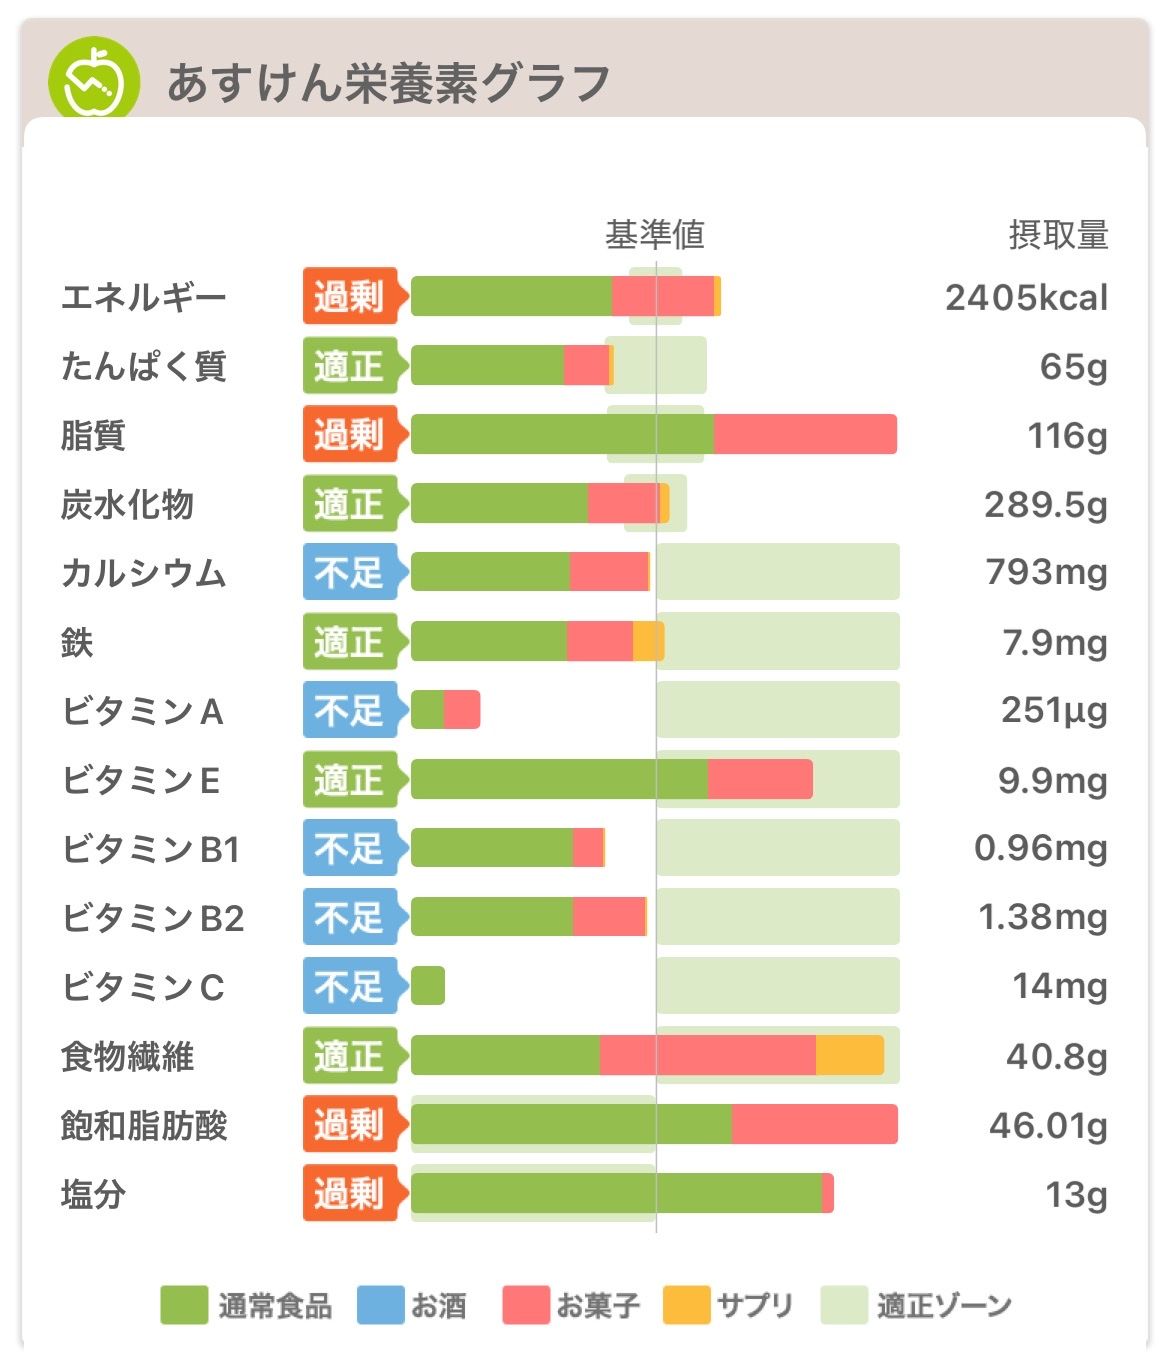 あすけん栄養素グラフ
基準値 摂取量
エネルギー 過剰 2405kcal
たんぱく質 適正 65g
脂質 過剰 116g
炭水化物 適正 289.5g
カルシウム 不足 793mg
鉄 適正 7.9mg
ビタミンA 不足 251μg
ビタミンE 適正 9.9mg
ビタミンB1 不足 0.96mg
ビタミンB2 不足 1.38mg
ビタミンC 不足 14mg
食物繊維 適正 40.8g
飽和脂肪酸 過剰 46.01g
塩分 過剰 13g
通常食品 お酒 お菓子 サプリ 適正ゾーン